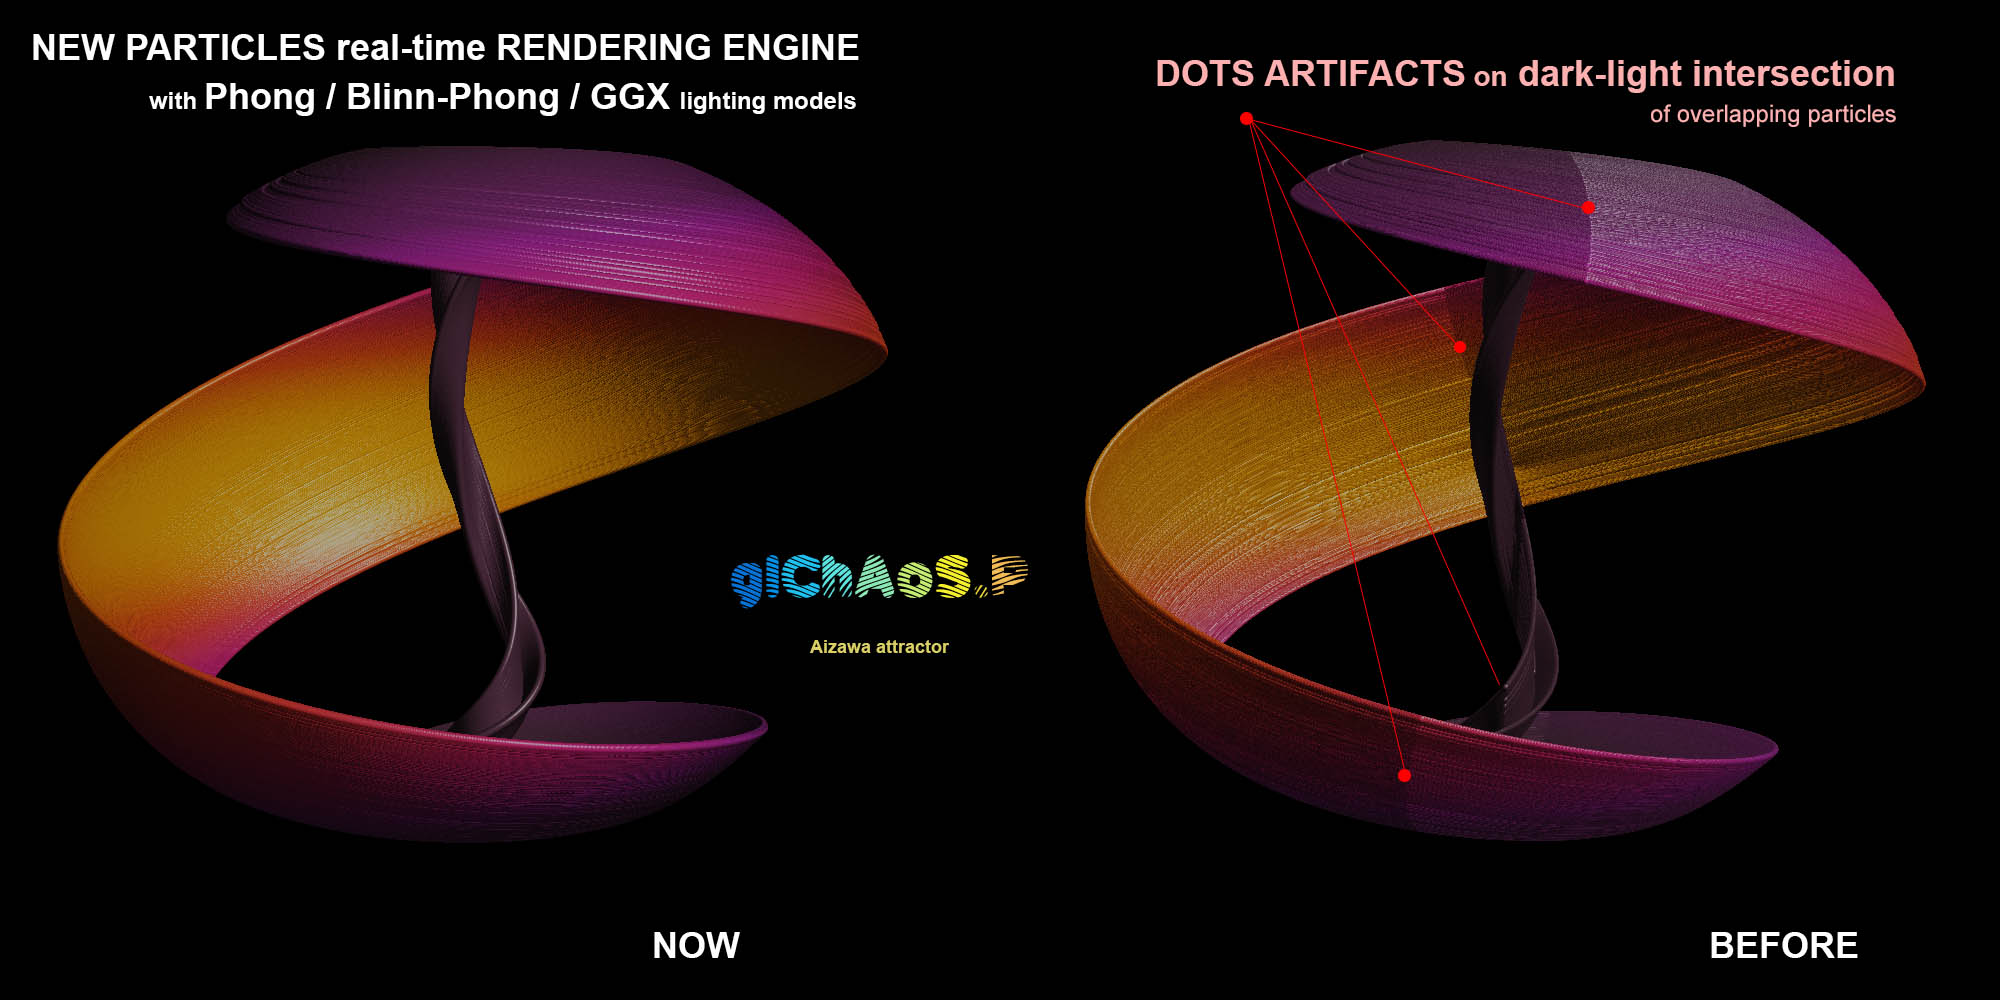 NEW PARTICLES real-time RENDERING ENGINE
with Phong / Blinn-Phong / GGX lighting models
DOTS ARTIFACTS on dark-light intersection
of overlapping particles
glChAoS.P
Aizawa attractor
NOW
BEFORE